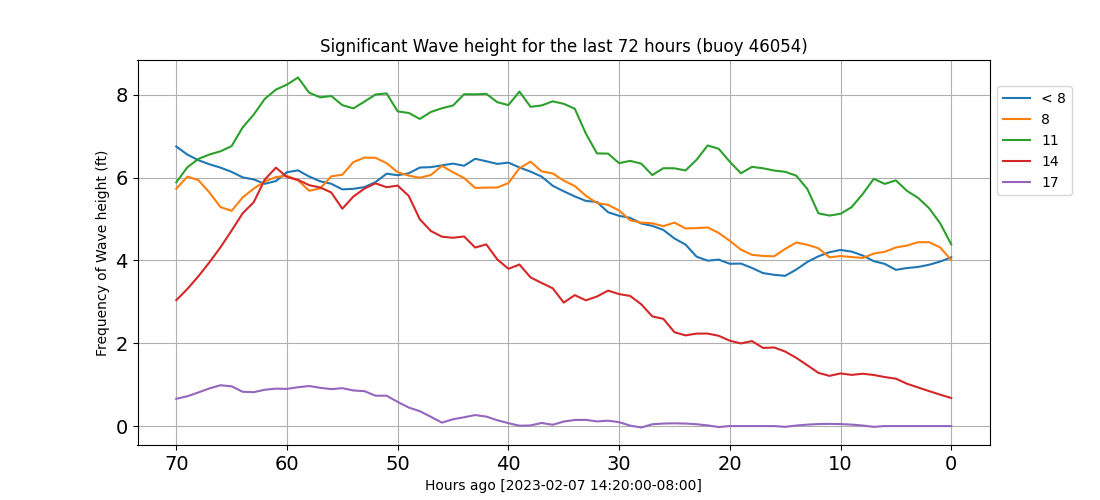 Significant Wave height for the last 72 hours (buoy 46054)
Frequency of Wave height (ft)
8
6
4
2
0
70 60 50 40 30 20 10 0
Hours ago [2023-02-07 14:20:00-08:00]
< 8
8
11
14
17